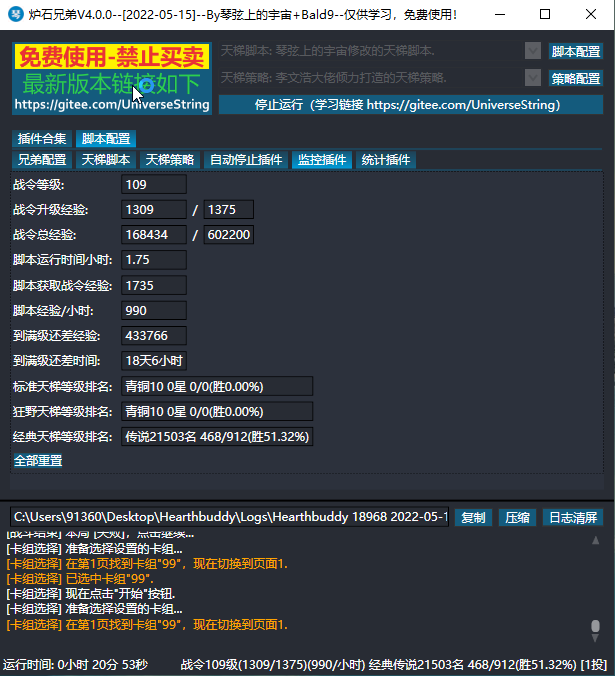 炉石兄弟V4.0.0--[2022-05-15]--By琴弦上的宇宙+Bald9--仅供学习，免费使用！
免费使用-禁止买卖
最新版本链接如下
https://gitee.com/UniverseString
天梯脚本: 琴弦上的宇宙修改的天梯脚本.
脚本配置
天梯策略: 李文浩大佬倾力打造的天梯策略.
策略配置
停止运行（学习链接 https://gitee.com/UniverseString）
插件合集 脚本配置
兄弟配置 天梯脚本 天梯策略 自动停止插件 监控插件 统计插件
战令等级: 109
战令升级经验: 1309 / 1375
战令总经验: 168434 / 602200
脚本运行时间小时: 1.75
脚本获取战令经验: 1735
脚本经验/小时: 990
到满级还差经验: 433766
到满级还差时间: 18天6小时
标准天梯等级排名: 青铜10 0星 0/0(胜0.00%)
狂野天梯等级排名: 青铜10 0星 0/0(胜0.00%)
经典天梯等级排名: 传说21503名 468/912(胜51.32%)
全部重置
C:\Users\91360\Desktop\Hearthbuddy\Logs\Hearthbuddy 18968 2022-05-1 复制 压缩 日志清屏
[战斗结束] 本局 [失败]，点击继续...
[卡组选择] 准备选择设置的卡组...
[卡组选择] 在第1页找到卡组"99"，现在切换到页面1.
[卡组选择] 已选中卡组"99".
[卡组选择] 现在点击"开始"按钮.
[卡组选择] 准备选择设置的卡组...
[卡组选择] 在第1页找到卡组"99"，现在切换到页面1.
运行时间: 0小时 20分 53秒 战令109级(1309/1375)(990/小时) 经典传说21503名 468/912(胜51.32%) [1投]